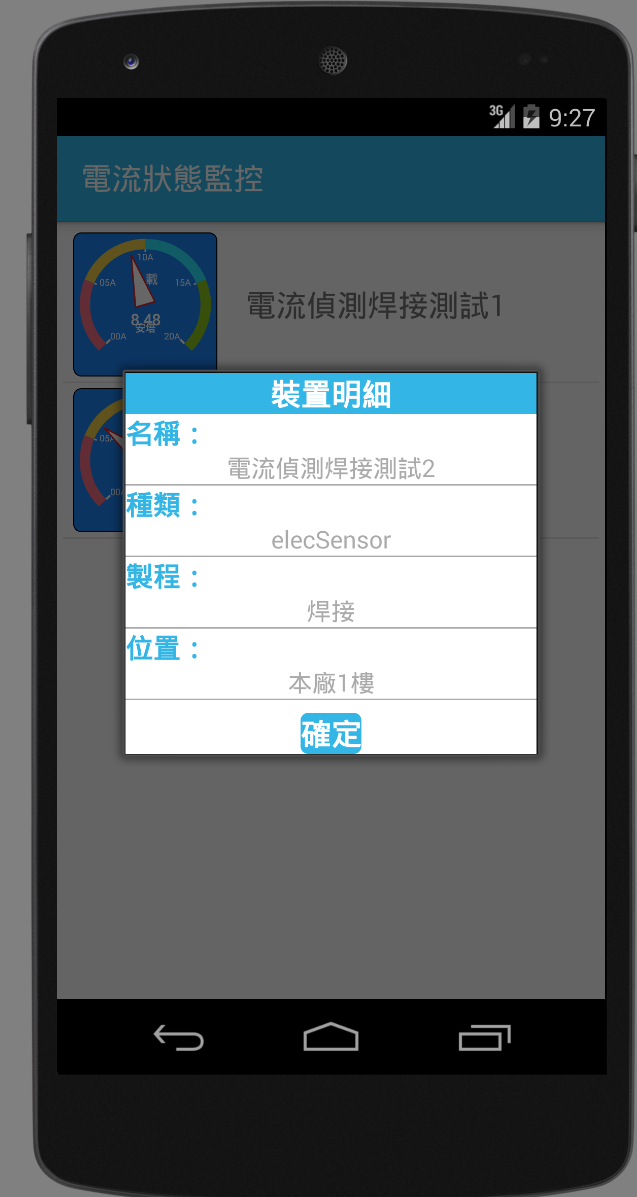 3G 9:27
電流狀態監控
10A
05A 載 15A
8.48
安培
00A 20A
電流偵測焊接測試1
裝置明細
名稱：
電流偵測焊接測試2
05A
00A
種類：
elecSensor
製程：
焊接
位置：
本廠1樓
確定